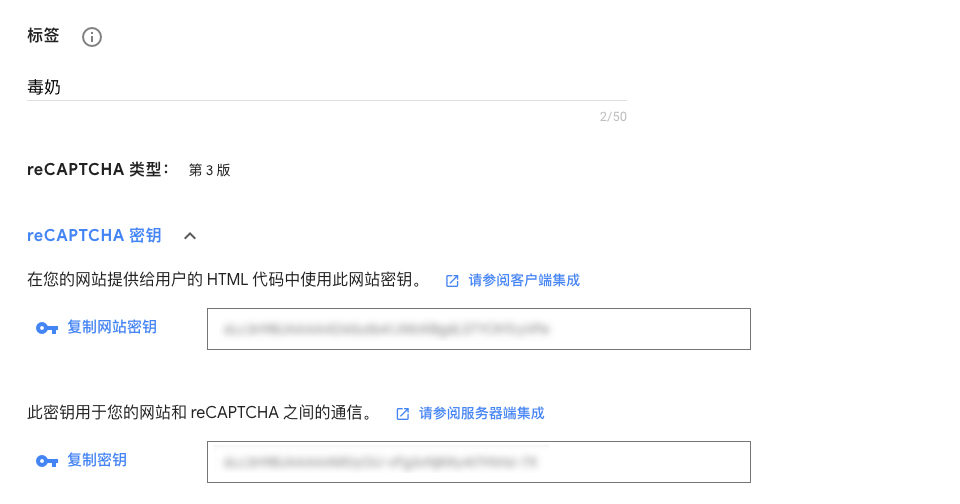 标签
毒奶
2/50
reCAPTCHA 类型： 第 3 版
reCAPTCHA 密钥
在您的网站提供给用户的 HTML 代码中使用此网站密钥。 请参阅客户端集成
复制网站密钥
此密钥用于您的网站和 reCAPTCHA 之间的通信。 请参阅服务器端集成
复制密钥